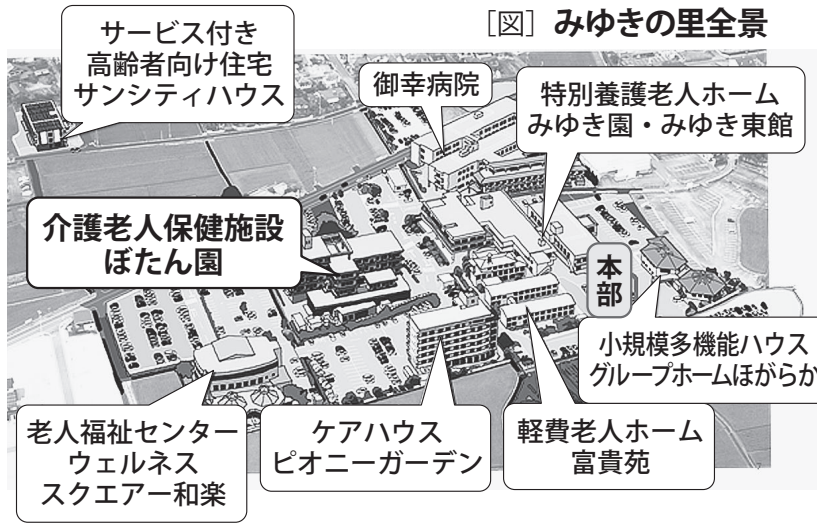 ［図］ みゆきの里全景
サービス付き
高齢者向け住宅
サンシティハウス
御幸病院
特別養護老人ホーム
みゆき園・みゆき東館
介護老人保健施設
ぼたん園
本部
小規模多機能ハウス
グループホームほがらか
老人福祉センター
ウェルネス
スクエアー和楽
ケアハウス
ピオニーガーデン
軽費老人ホーム
富貴苑